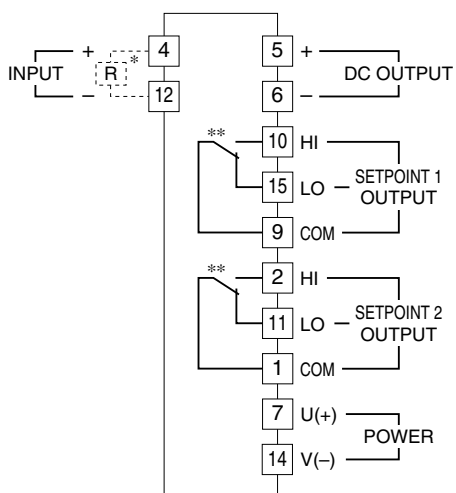 + 4 5 +
INPUT R * DC OUTPUT
– 12 6 –
** 10 HI
15 LO SETPOINT 1
OUTPUT
9 COM
** 2 HI
11 LO SETPOINT 2
OUTPUT
1 COM
7 U(+)
POWER
14 V(–)